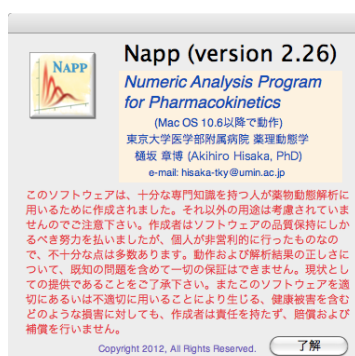 NAPP
Napp (version 2.26)
Numeric Analysis Program
for Pharmacokinetics
(Mac OS 10.6以降で動作)
東京大学医学部附属病院 薬理動態学
樋坂 章博 (Akihiro Hisaka, PhD)
e-mail: hisaka-tky@umin.ac.jp
このソフトウェアは、十分な専門知識を持つ人が薬物動態解析に
用いるために作成されました。それ以外の用途は考慮されていま
せんのでご注意下さい。作成者はソフトウェアの品質保持にしか
るべき努力を払いましたが、個人が非営利的に行ったものなの
で、不十分な点は多数あります。動作および解析結果の正しさに
ついて、既知の問題を含めて一切の保証はできません。現状とし
ての提供であることをご了承下さい。またこのソフトウェアを適
切にあるいは不適切に用いることにより生じる、健康被害を含む
どのような損害に対しても、作成者は責任を持たず、賠償および
補償を行いません。
Copyright 2012, All Rights Reserved.
了解